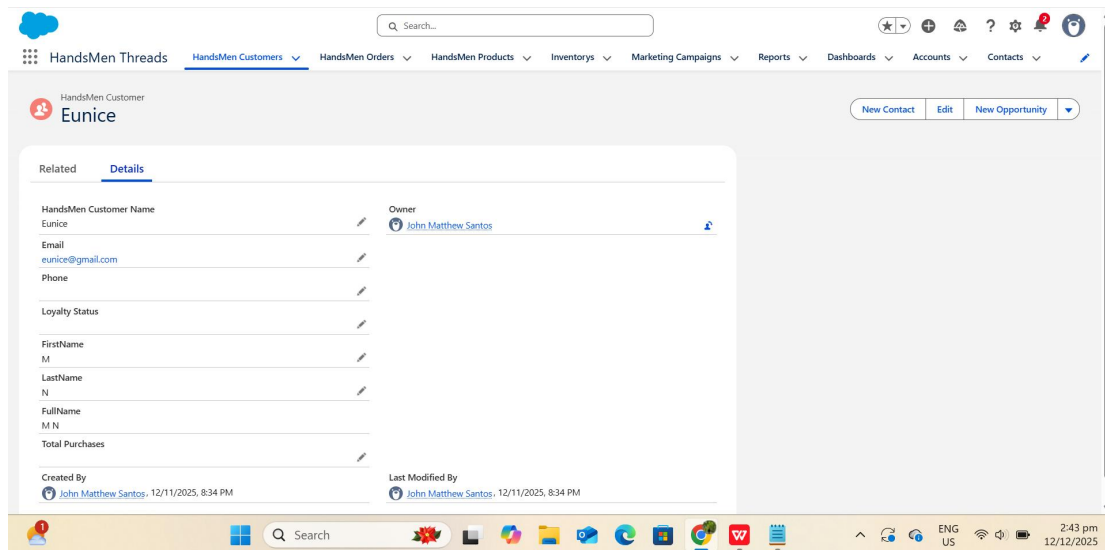 Search...
2
HandsMen Threads HandsMen Customers HandsMen Orders HandsMen Products Inventorys Marketing Campaigns Reports Dashboards Accounts Contacts
HandsMen Customer
Eunice
New Contact Edit New Opportunity
Related Details
HandsMen Customer Name
Eunice
Owner
John Matthew Santos
Email
eunice@gmail.com
Phone
Loyalty Status
FirstName
M
LastName
N
FullName
M N
Total Purchases
Created By
John Matthew Santos, 12/11/2025, 8:34 PM
Last Modified By
John Matthew Santos, 12/11/2025, 8:34 PM
1
Search
W
ENG
US
2:43 pm
12/12/2025